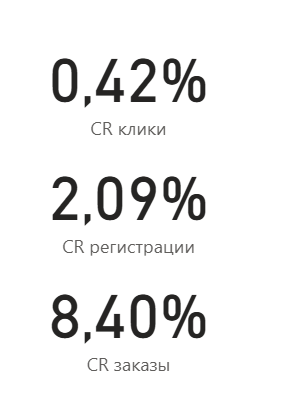 0,42%
CR клики
2,09%
CR регистрации
8,40%
CR заказы